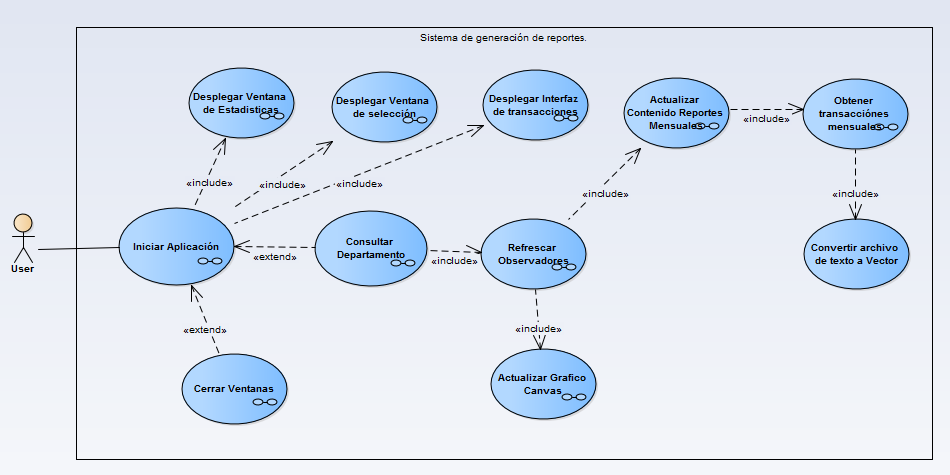 Sistema de generación de reportes.
Desplegar Ventana
de Estadisticas
Desplegar Ventana
de selección
Desplegar Interfaz
de transacciones
Actualizar
Contenido Reportes
Mensuales
«include»
Obtener
transacciónes
mensuales
«include»
«include»
«include»
«include»
«include»
User
Iniciar Aplicación
«extend»
Consultar
Departamento
«include»
Refrescar
Observadores
Convertir archivo
de texto a Vector
«extend»
«include»
Cerrar Ventanas
Actualizar Grafico
Canvas